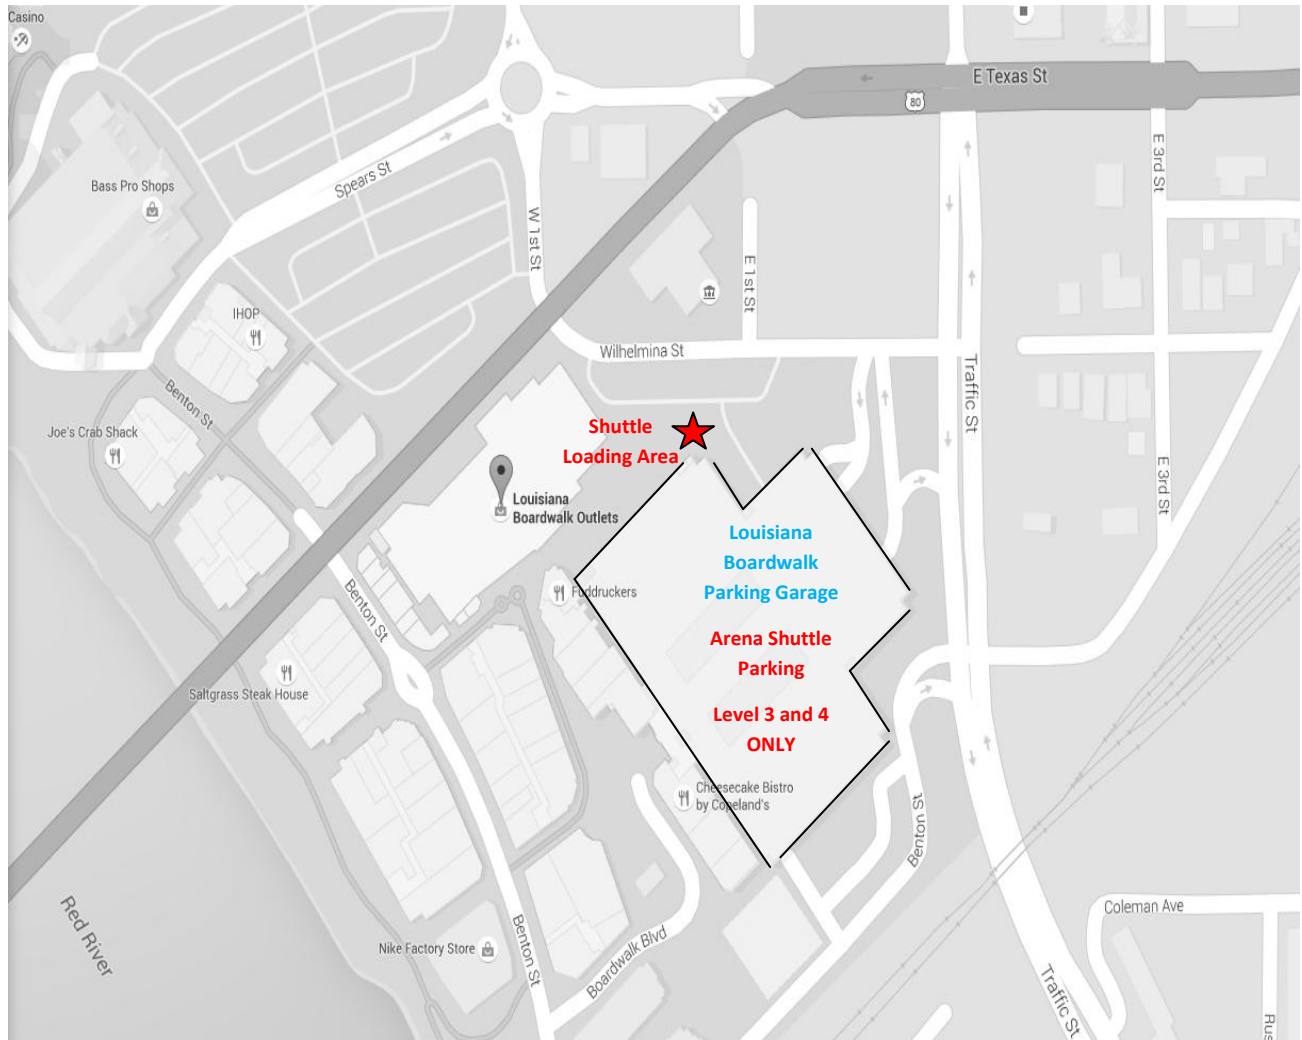 Casino
E Texas St
80
E 3rd St
Bass Pro Shops
Spears St
W 1st St
E 1st St
IHOP
Wilhelmina St
Traffic St
Benton St
Joe's Crab Shack
Shuttle
Loading Area
E 3rd St
Louisiana
Boardwalk Outlets
Louisiana
Boardwalk
Parking Garage
Fuddruckers
Benton St
Arena Shuttle
Parking
Saltgrass Steak House
Level 3 and 4
ONLY
Cheesecake Bistro
by Copeland's
Benton St
Coleman Ave
Red River
Nike Factory Store
Benton St
Boardwalk Blvd
Traffic St
Rus